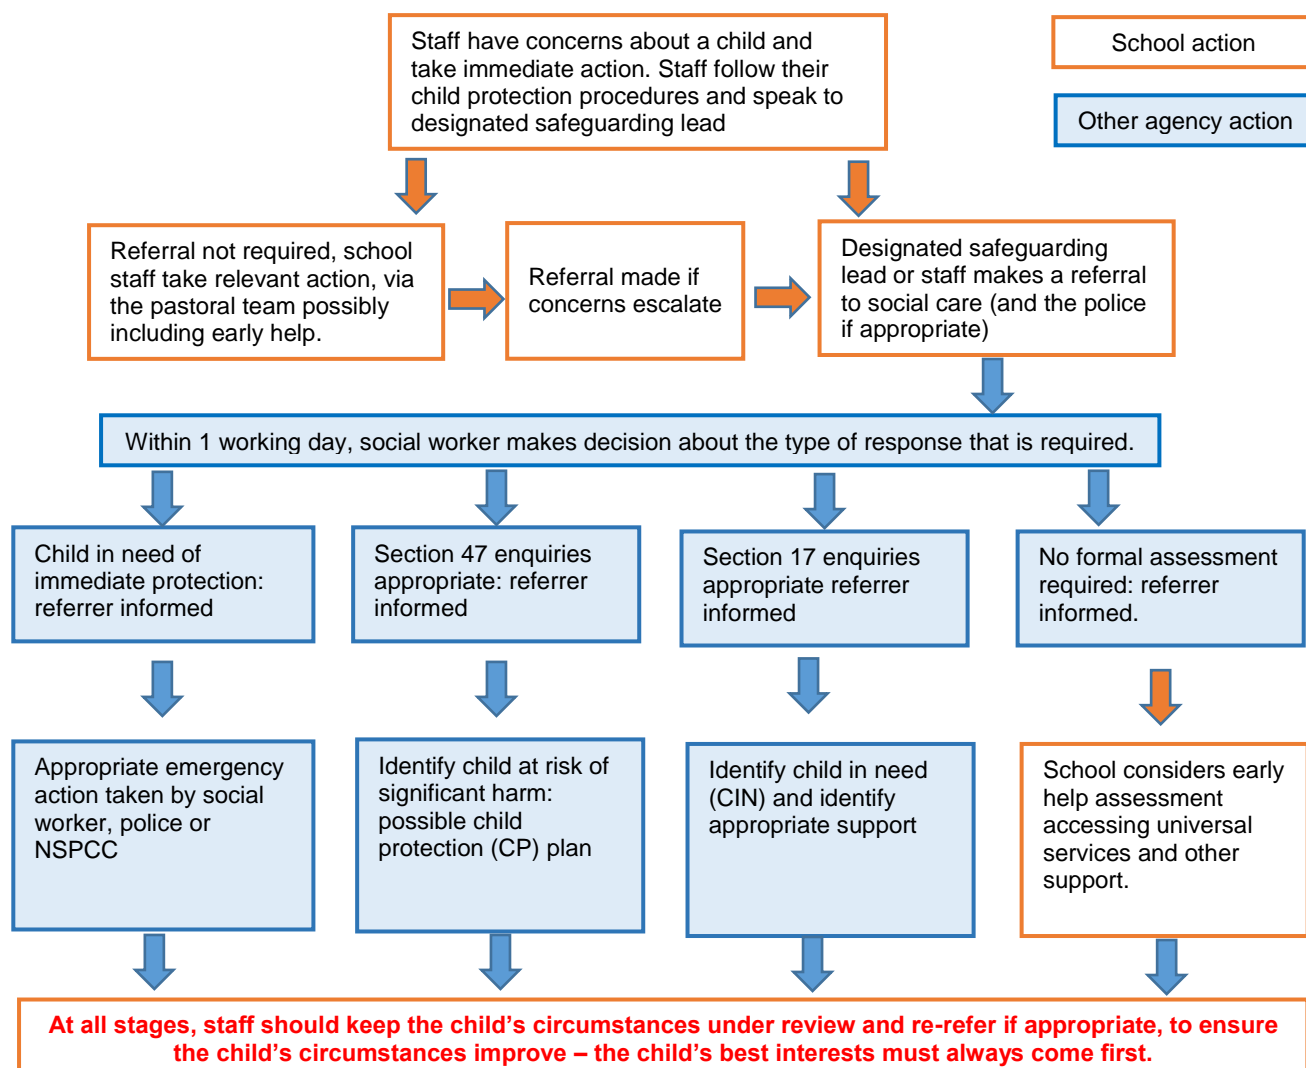 Staff have concerns about a child and
take immediate action. Staff follow their
child protection procedures and speak to
designated safeguarding lead
School action
Other agency action
Referral not required, school
staff take relevant action, via
the pastoral team possibly
including early help.
Referral made if
concerns escalate
Designated safeguarding
lead or staff makes a referral
to social care (and the police
if appropriate)
Within 1 working day, social worker makes decision about the type of response that is required.
Child in need of
immediate protection:
referrer informed
Section 47 enquiries
appropriate: referrer
informed
Section 17 enquiries
appropriate referrer
informed
No formal assessment
required: referrer
informed.
Appropriate emergency
action taken by social
worker, police or
NSPCC
Identify child at risk of
significant harm:
possible child
protection (CP) plan
Identify child in need
(CIN) and identify
appropriate support
School considers early
help assessment
accessing universal
services and other
support.
At all stages, staff should keep the child’s circumstances under review and re-refer if appropriate, to ensure
the child’s circumstances improve – the child’s best interests must always come first.